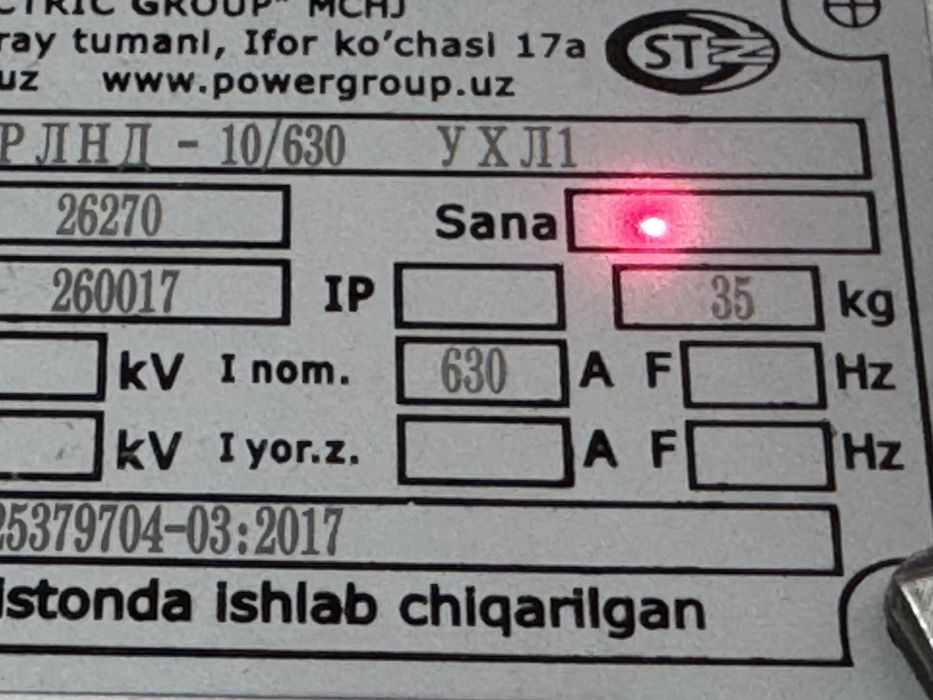 CTRIC GROUP" MCHJ
ray tumani, Ifor ko'chasi 17a
uz www.powergroup.uz
ST
РЛНД - 10/630 УХЛ1
26270 Sana
260017 IP 35 kg
kV I nom. 630 A F Hz
kV I yor.z. A F Hz
25379704-03:2017
istonda ishlab chiqarilgan